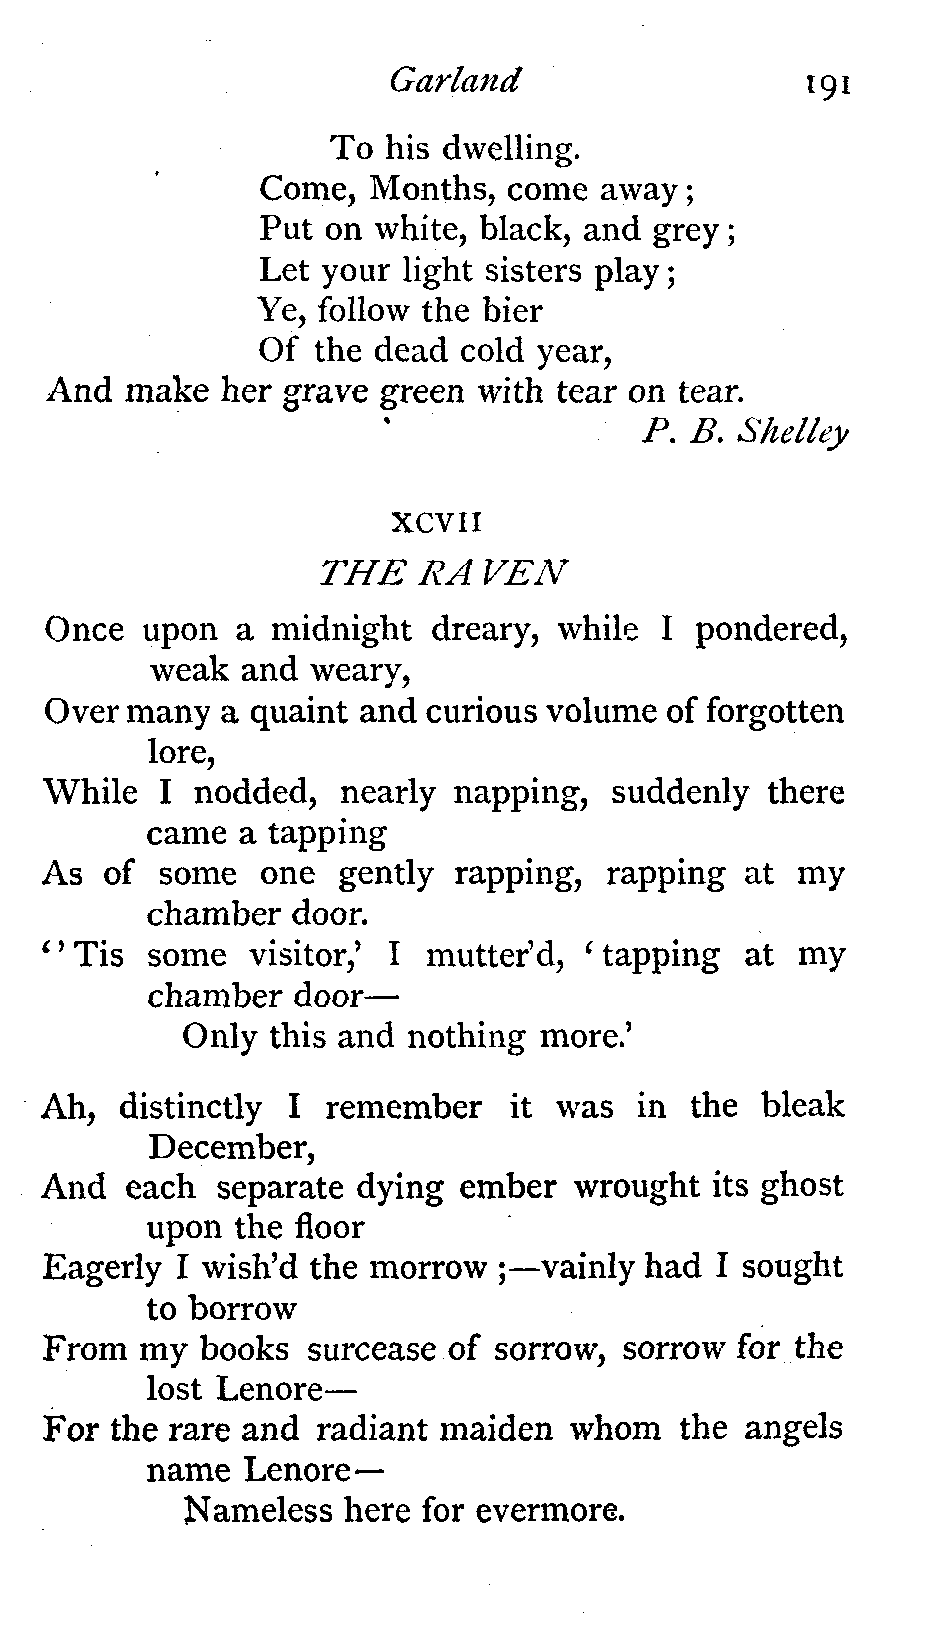 Garland 191
To his dwelling.
Come, Months, come away ;
Put on white, black, and grey ;
Let your light sisters play ;
Ye, follow the bier
Of the dead cold year,
And make her grave green with tear on tear.
P. B. Shelley
XCVII
THE RAVEN
Once upon a midnight dreary, while I pondered,
weak and weary,
Over many a quaint and curious volume of forgotten
lore,
While I nodded, nearly napping, suddenly there
came a tapping
As of some one gently rapping, rapping at my
chamber door.
‘’Tis some visitor,’ I mutter’d, ‘tapping at my
chamber door—
Only this and nothing more.’
Ah, distinctly I remember it was in the bleak
December,
And each separate dying ember wrought its ghost
upon the floor
Eagerly I wish’d the morrow ;—vainly had I sought
to borrow
From my books surcease of sorrow, sorrow for the
lost Lenore—
For the rare and radiant maiden whom the angels
name Lenore—
Nameless here for evermore.